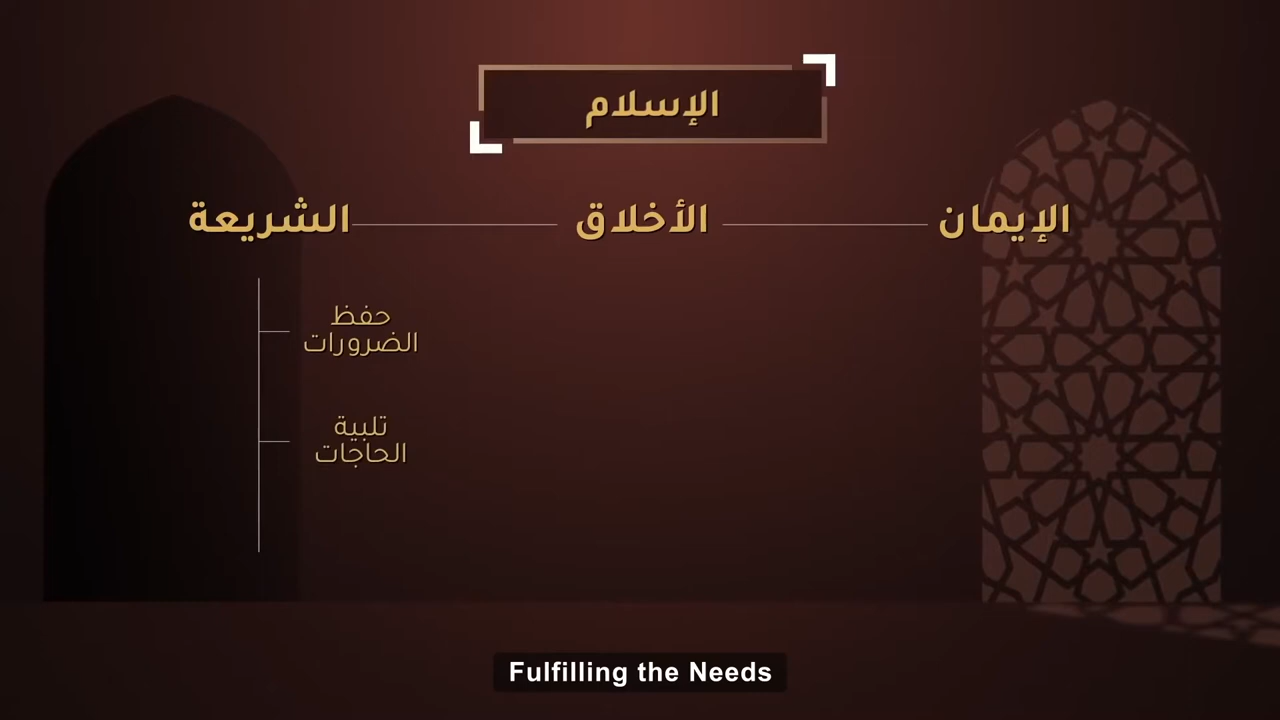 الإسلام
الإيمان
الأخلاق
الشريعة
حفظ
الضرورات
تلبية
الحاجات
Fulfilling the Needs